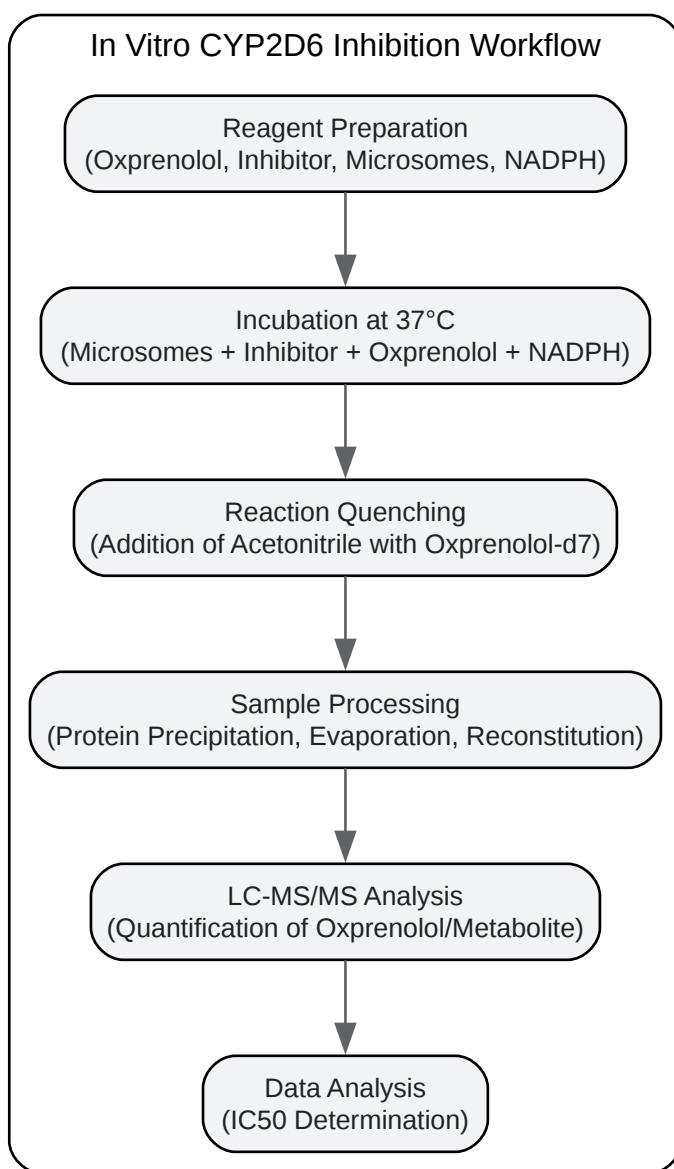 In Vitro CYP2D6 Inhibition Workflow
Reagent Preparation
(Oxprenolol, Inhibitor, Microsomes, NADPH)
Incubation at 37°C
(Microsomes + Inhibitor + Oxprenolol + NADPH)
Reaction Quenching
(Addition of Acetonitrile with Oxprenolol-d7)
Sample Processing
(Protein Precipitation, Evaporation, Reconstitution)
LC-MS/MS Analysis
(Quantification of Oxprenolol/Metabolite)
Data Analysis
(IC50 Determination)